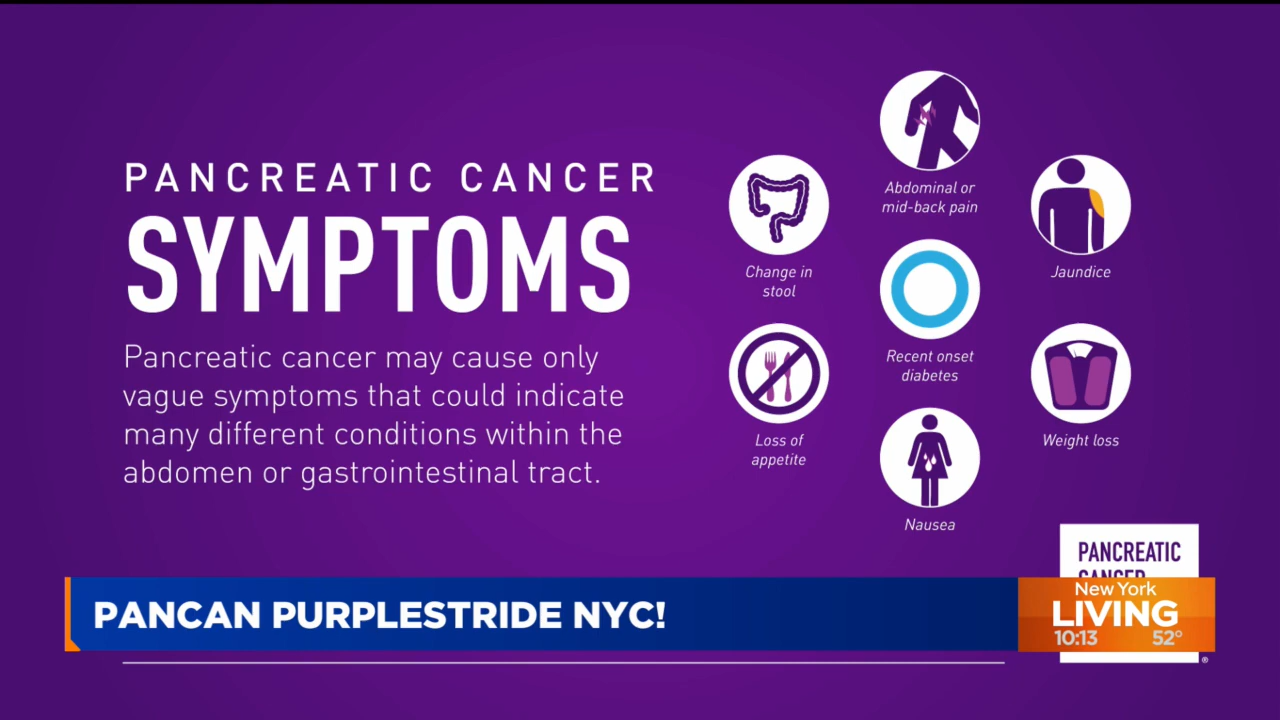 PANCREATIC CANCER
SYMPTOMS
Pancreatic cancer may cause only
vague symptoms that could indicate
many different conditions within the
abdomen or gastrointestinal tract.
Abdominal or
mid-back pain
Change in
stool
Jaundice
Recent onset
diabetes
Loss of
appetite
Weight loss
Nausea
PANCREATIC
CANCER
PANCAN PURPLESTRIDE NYC!
New York
LIVING
10:13 52°
®